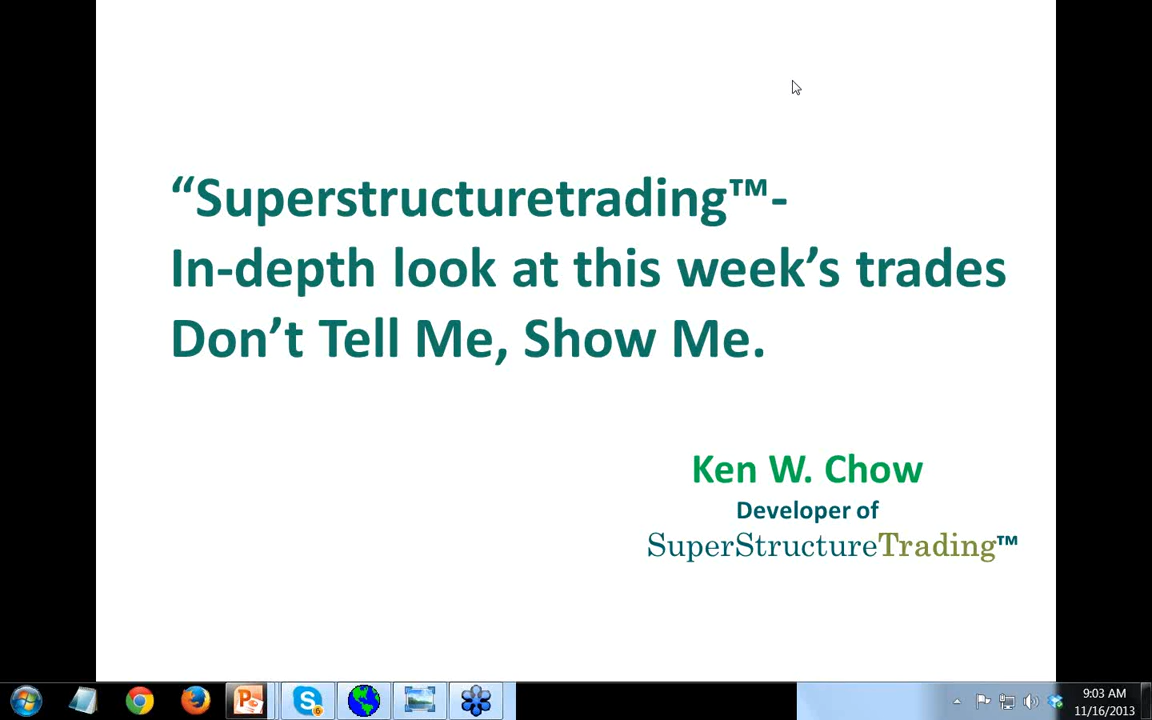 “Superstructuretrading™-
In-depth look at this week’s trades
Don’t Tell Me, Show Me.
Ken W. Chow
Developer of
SuperStructureTrading™
9:03 AM
11/16/2013